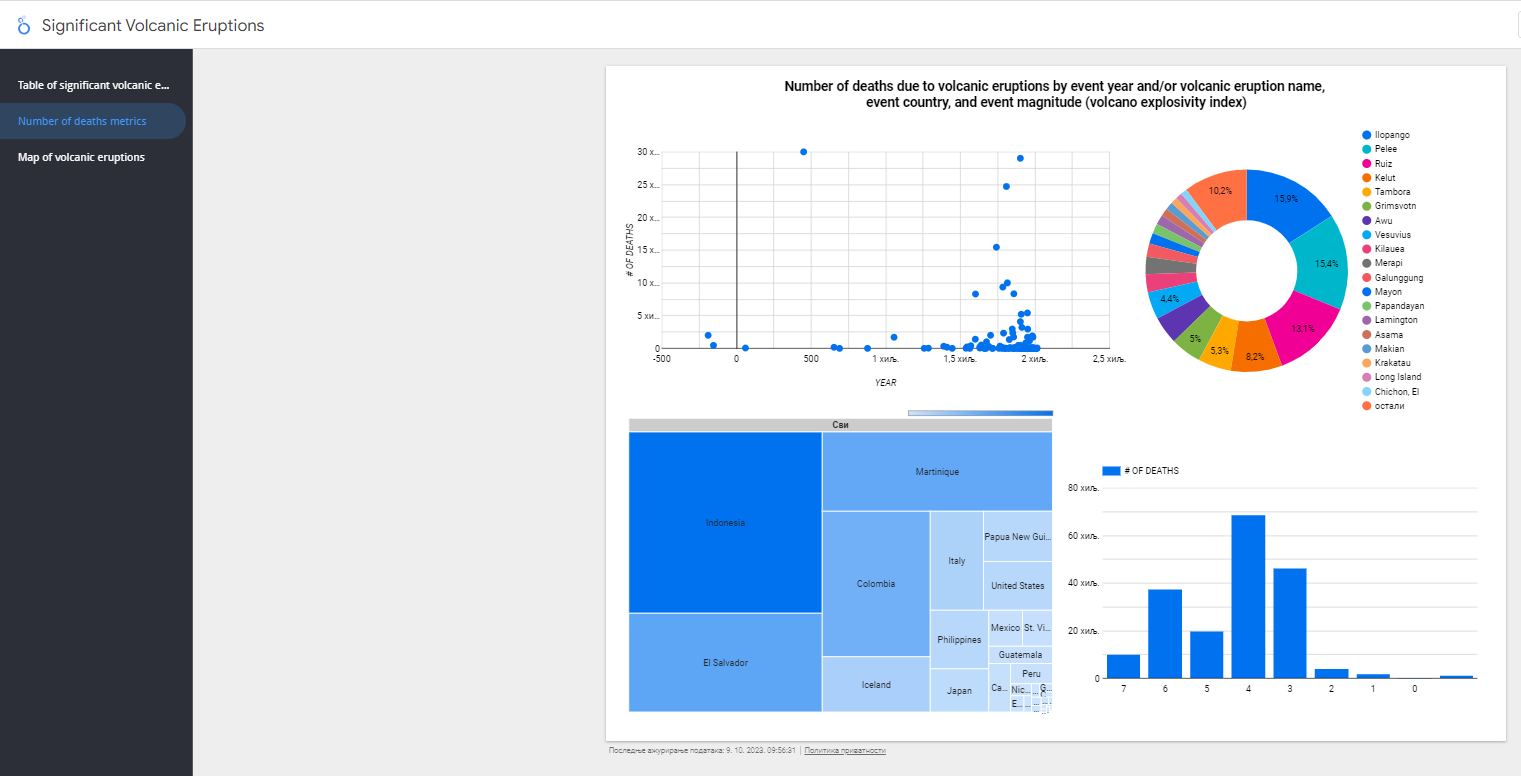 Significant Volcanic Eruptions
Table of significant volcanic e...
Number of deaths metrics
Map of volcanic eruptions
Number of deaths due to volcanic eruptions by event year and/or volcanic eruption name,
event country, and event magnitude (volcano explosivity index)
30 х...
25 х...
20 х...
15 х...
10 х...
5 хи...
0
# OF DEATHS
-500
0
500
1 хиљ.
1,5 хиљ.
2 хиљ.
2,5 хиљ.
YEAR
10,2%
15,9%
15,4%
13,1%
8,2%
5,3%
5%
4,4%
Ilopango
Pelee
Ruiz
Kelut
Tambora
Grimsvotn
Awu
Vesuvius
Kilauea
Merapi
Galunggung
Mayon
Papandayan
Lamington
Asama
Makian
Krakatau
Long Island
Chichon, El
остали
Сви
Indonesia
El Salvador
Martinique
Colombia
Iceland
Italy
Papua New Gui...
United States
Philippines
Japan
Mexico
St. Vi...
Guatemala
Peru
Ca...
Nic...
...
G...
E...
...
...
...
# OF DEATHS
80 хиљ.
60 хиљ.
40 хиљ.
20 хиљ.
0
7
6
5
4
3
2
1
0
Последње ажурирање података: 9. 10. 2023. 09:56:31
Политика приватности